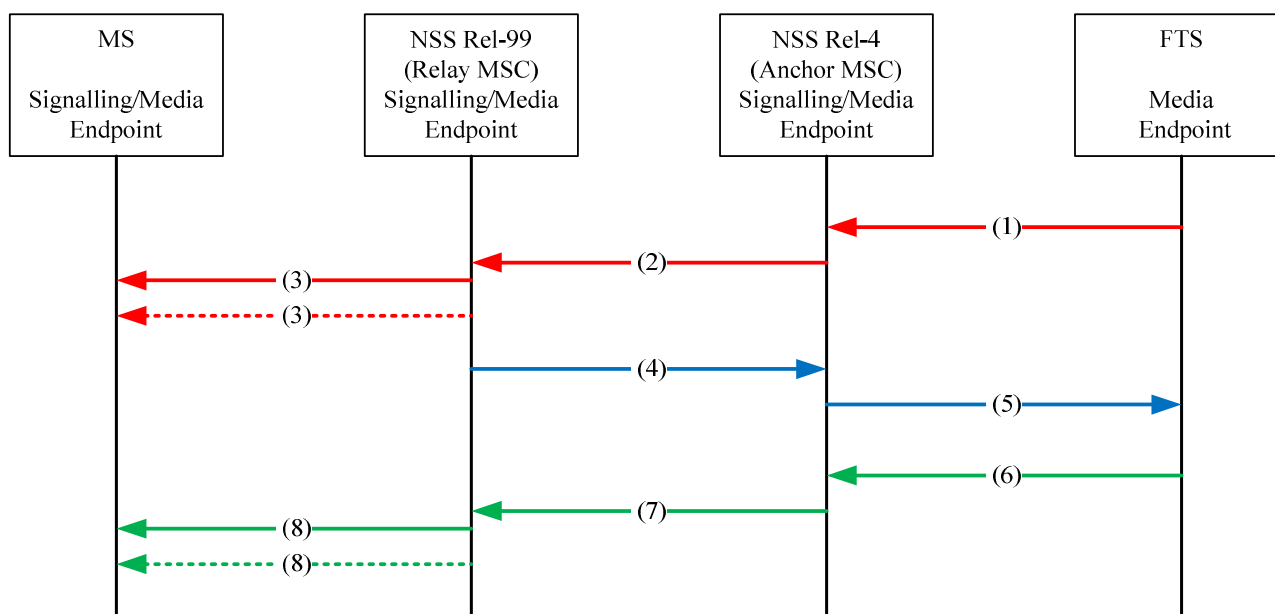 MS
Signalling/Media
Endpoint
NSS Rel-99
(Relay MSC)
Signalling/Media
Endpoint
NSS Rel-4
(Anchor MSC)
Signalling/Media
Endpoint
FTS
Media
Endpoint
(1)
(2)
(3)
(3)
(4)
(5)
(6)
(7)
(8)
(8)